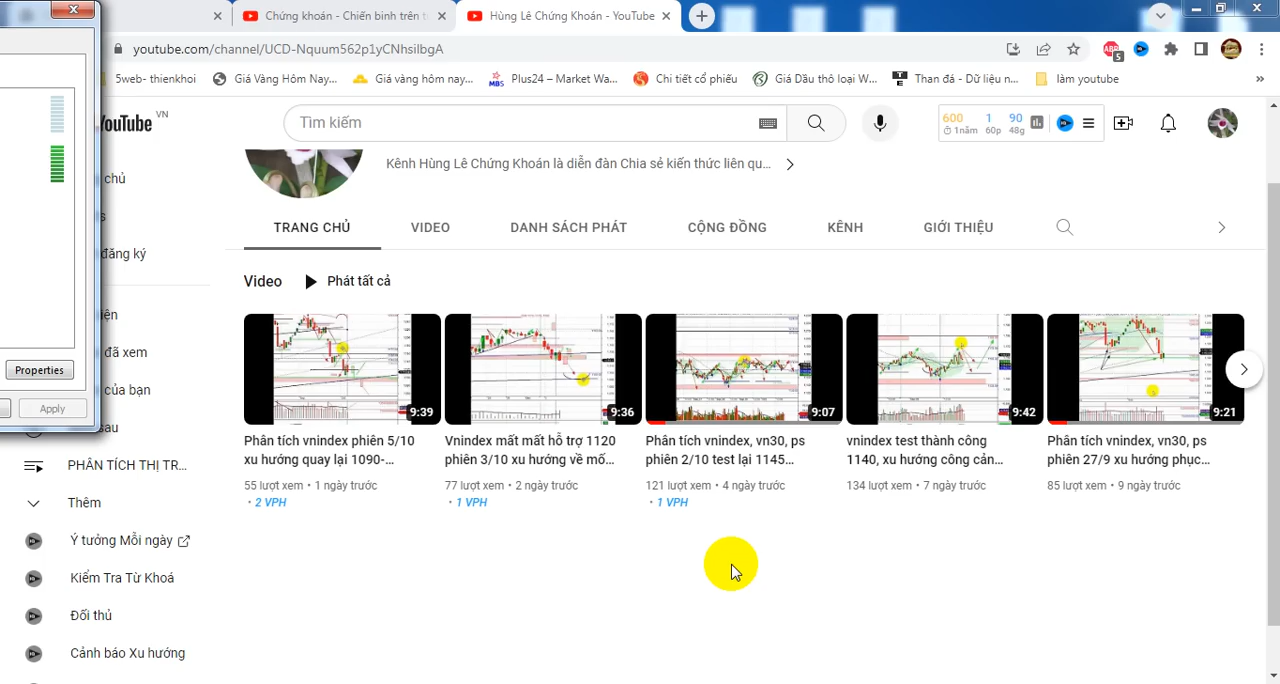 Chứng khoán - Chiến binh trên t
Hùng Lê Chứng Khoán - YouTube
youtube.com/channel/UCD-Nquum562p1yCNhsilbgA
5web- thienkhoi
Giá Vàng Hôm Nay...
Giá vàng hôm nay...
MBS
Plus24 – Market Wa...
Chi tiết cổ phiếu
Giá Dầu thô loại W...
Than đá - Dữ liệu n...
làm youtube
»
YouTube VN
Tìm kiếm
600 1 90
1năm 60p 48g
Kênh Hùng Lê Chứng Khoán là diễn đàn Chia sẻ kiến thức liên qu...
TRANG CHỦ VIDEO DANH SÁCH PHÁT CỘNG ĐỒNG KÊNH GIỚI THIỆU
Video Phát tất cả
9:39
9:36
9:07
9:42
9:21
Phân tích vnindex phiên 5/10
xu hướng quay lại 1090-...
55 lượt xem • 1 ngày trước
• 2 VPH
Vnindex mất mất hỗ trợ 1120
phiên 3/10 xu hướng về mố...
77 lượt xem • 2 ngày trước
• 1 VPH
Phân tích vnindex, vn30, ps
phiên 2/10 test lại 1145...
121 lượt xem • 4 ngày trước
• 1 VPH
vnindex test thành công
1140, xu hướng công cản...
134 lượt xem • 7 ngày trước
Phân tích vnindex, vn30, ps
phiên 27/9 xu hướng phục...
85 lượt xem • 9 ngày trước
Properties
Apply
chủ
s
đăng ký
iện
đã xem
của bạn
sau
PHÂN TÍCH THỊ TR...
Thêm
Ý tưởng Mỗi ngày
Kiểm Tra Từ Khoá
Đối thủ
Cảnh báo Xu hướng